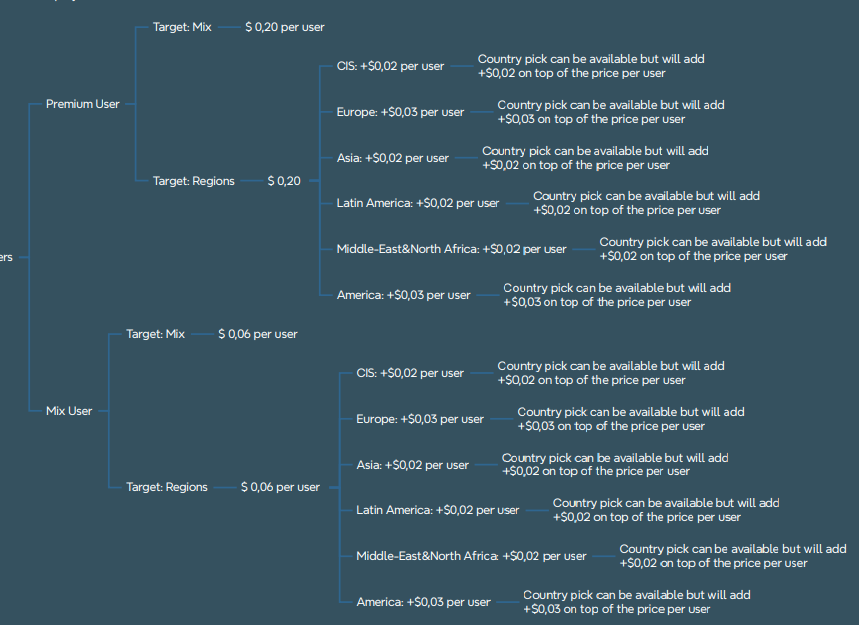 Target: Mix
$ 0,20 per user
CIS: +$0,02 per user
Country pick can be available but will add
+$0,02 on top of the price per user
Premium User
Europe: +$0,03 per user
Country pick can be available but will add
+$0,03 on top of the price per user
Asia: +$0,02 per user
Country pick can be available but will add
+$0,02 on top of the price per user
Target: Regions
$ 0,20
Latin America: +$0,02 per user
Country pick can be available but will add
+$0,02 on top of the price per user
Middle-East&North Africa: +$0,02 per user
Country pick can be available but will add
+$0,02 on top of the price per user
ers
America: +$0,03 per user
Country pick can be available but will add
+$0,03 on top of the price per user
Target: Mix
$ 0,06 per user
CIS: +$0,02 per user
Country pick can be available but will add
+$0,02 on top of the price per user
Mix User
Europe: +$0,03 per user
Country pick can be available but will add
+$0,03 on top of the price per user
Asia: +$0,02 per user
Country pick can be available but will add
+$0,02 on top of the price per user
Target: Regions
$ 0,06 per user
Latin America: +$0,02 per user
Country pick can be available but will add
+$0,02 on top of the price per user
Middle-East&North Africa: +$0,02 per user
Country pick can be available but will add
+$0,02 on top of the price per user
America: +$0,03 per user
Country pick can be available but will add
+$0,03 on top of the price per user